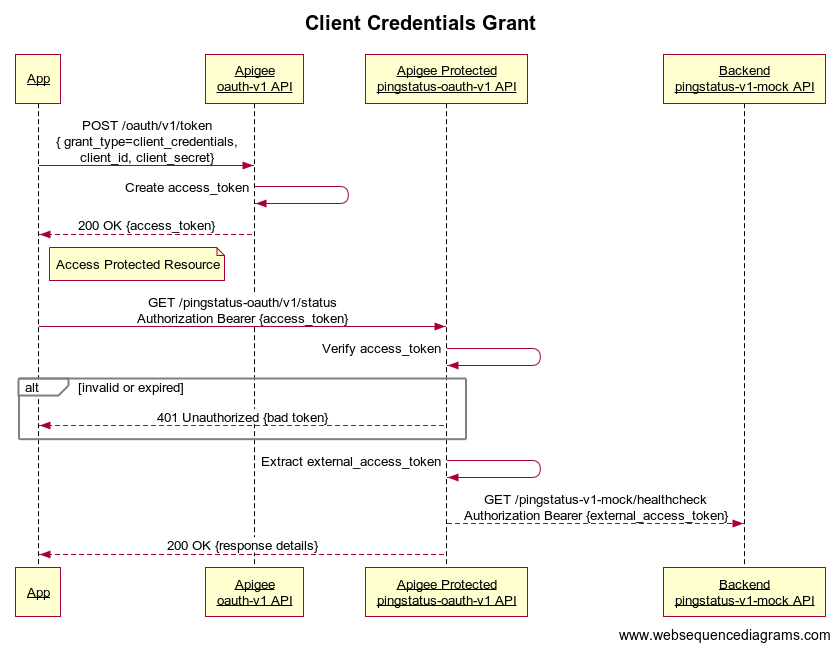 Client Credentials Grant
App
Apigee
oauth-v1 API
Apigee Protected
pingstatus-oauth-v1 API
Backend
pingstatus-v1-mock API
POST /oauth/v1/token
{ grant_type=client_credentials,
client_id, client_secret}
Create access_token
200 OK {access_token}
Access Protected Resource
GET /pingstatus-oauth/v1/status
Authorization Bearer {access_token}
Verify access_token
alt [invalid or expired]
401 Unauthorized {bad token}
Extract external_access_token
GET /pingstatus-v1-mock/healthcheck
Authorization Bearer {external_access_token}
200 OK {response details}
App
Apigee
oauth-v1 API
Apigee Protected
pingstatus-oauth-v1 API
Backend
pingstatus-v1-mock API
www.websequencediagrams.com